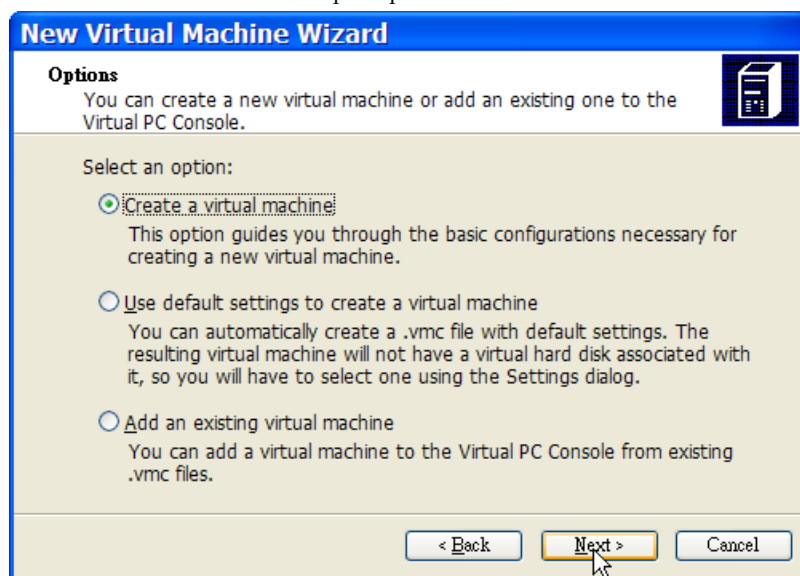 New Virtual Machine Wizard
Options
You can create a new virtual machine or add an existing one to the
Virtual PC Console.
Select an option:
Create a virtual machine
This option guides you through the basic configurations necessary for
creating a new virtual machine.
Use default settings to create a virtual machine
You can automatically create a .vmc file with default settings. The
resulting virtual machine will not have a virtual hard disk associated with
it, so you will have to select one using the Settings dialog.
Add an existing virtual machine
You can add a virtual machine to the Virtual PC Console from existing
.vmc files.
< Back Next > Cancel